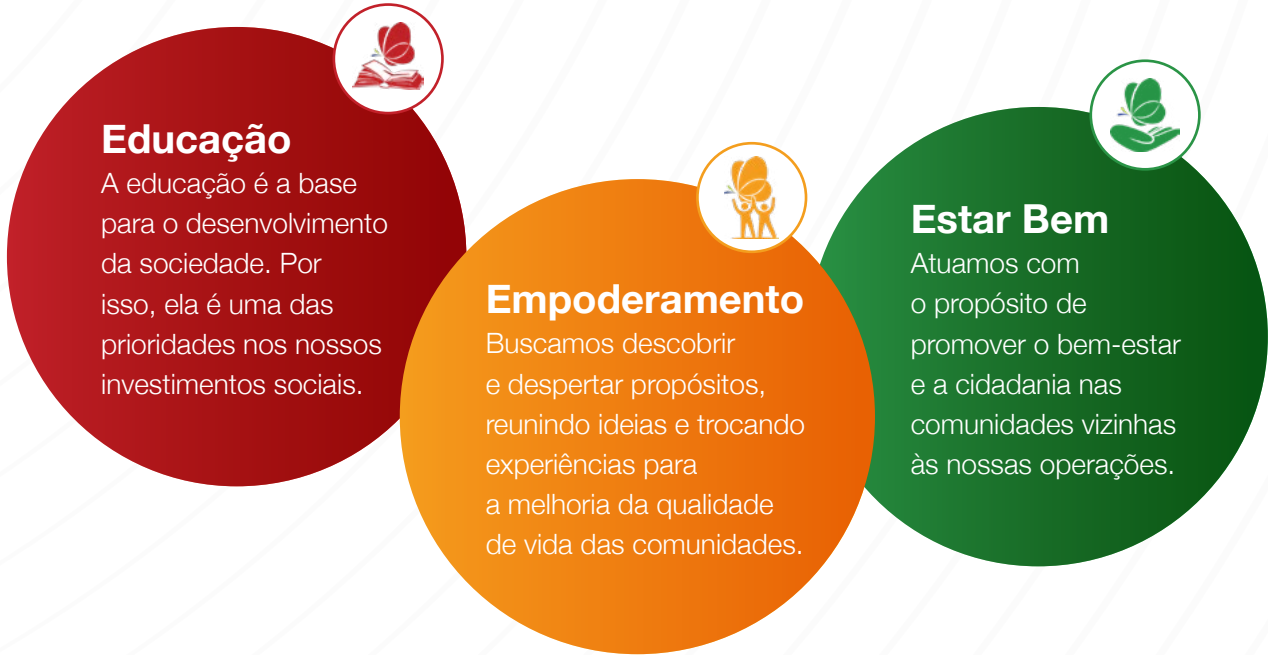 Educação
A educação é a base
para o desenvolvimento
da sociedade. Por
isso, ela é uma das
prioridades nos nossos
investimentos sociais.
Empoderamento
Buscamos descobrir
e despertar propósitos,
reunindo ideias e trocando
experiências para
a melhoria da qualidade
de vida das comunidades.
Estar Bem
Atuamos com
o propósito de
promover o bem-estar
e a cidadania nas
comunidades vizinhas
às nossas operações.